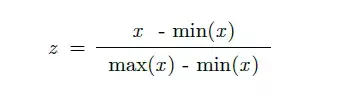 z = x - min(x)
max(x) - min(x)